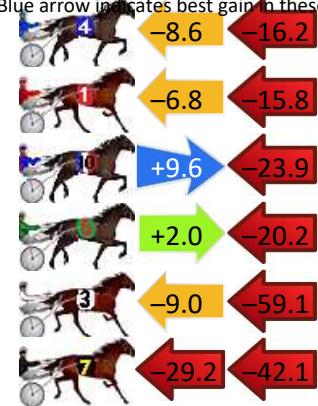 Blue arrow indicates best gain in these
4 –8.6 –16.2
1 –6.8 –15.8
10 +9.6 –23.9
5 +2.0 –20.2
3 –9.0 –59.1
7 –29.2 –42.1